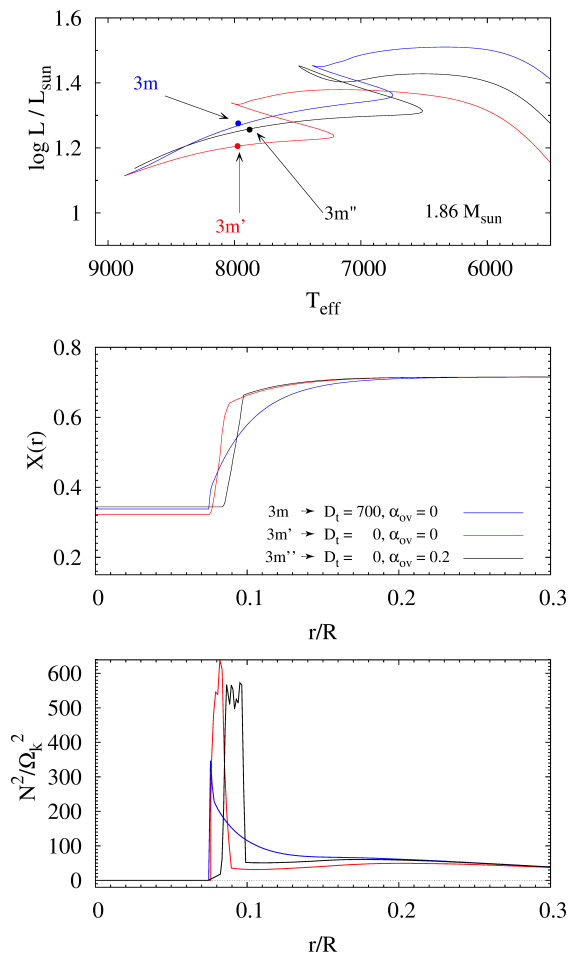 1.6
1.4
1.2
1
log L / L_sun
3m
3m'
3m"
1.86 M_sun
9000 8000 7000 6000
T_eff
0.8
0.6
0.4
0.2
X(r)
3m → D_t = 700, α_ov = 0
3m' → D_t = 0, α_ov = 0
3m'' → D_t = 0, α_ov = 0.2
0 0.1 0.2 0.3
r/R
600
500
400
300
200
100
0
N²/Ω_k²
0 0.1 0.2 0.3
r/R